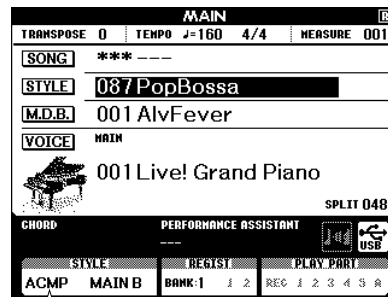 MAIN
TRANSPOSE 0 TEMPO ♩=160 4/4 MEASURE 001
SONG *** ---
STYLE 087 PopBossa
M.D.B. 001 AlvFever
VOICE MAIN
001 Live! Grand Piano
SPLIT 048
CHORD PERFORMANCE ASSISTANT
---
USB
STYLE REGIST PLAY PART
ACMP MAIN B BANK:1 1 2 REC 1 2 3 4 5 A